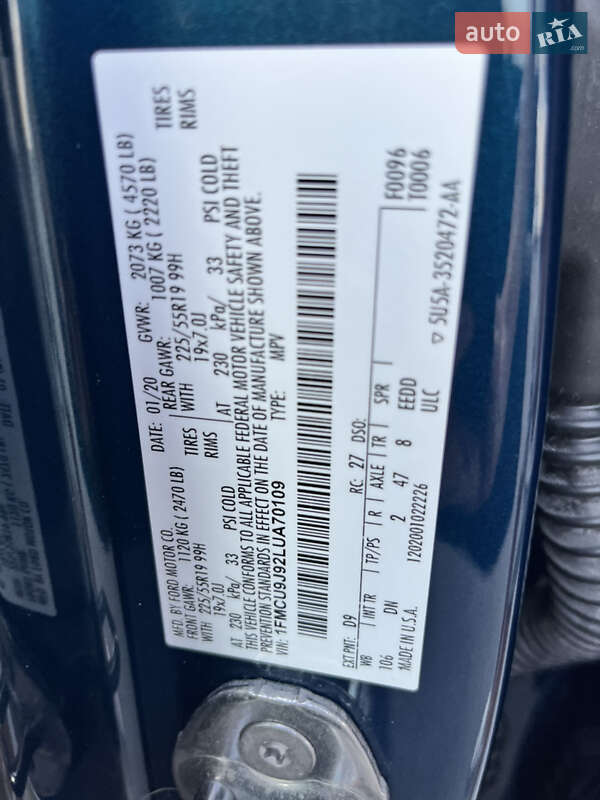 auto RIA.com
MFD. BY FORD MOTOR CO. DATE: 01/20 GVWR: 2073 KG ( 4570 LB)
FRONT GAWR: 1120 KG ( 2470 LB) REAR GAWR: 1007 KG ( 2220 LB)
WITH 225/55R19 99H TIRES WITH 225/55R19 99H TIRES
19x7.0J RIMS 19x7.0J RIMS
AT 230 kPa/ 33 PSI COLD AT 230 kPa/ 33 PSI COLD
THIS VEHICLE CONFORMS TO ALL APPLICABLE FEDERAL MOTOR VEHICLE SAFETY AND THEFT
PREVENTION STANDARDS IN EFFECT ON THE DATE OF MANUFACTURE SHOWN ABOVE.
VIN: 1FMCU9J92LUA70109 TYPE: MPV
F0096
T0006
EXT PNT: D9 RC: 27 DSO:
WB INT TR TP/PS R AXLE TR SPR
106 DN 2 47 8 EEDD
MADE IN U.S.A. 1202001022226 ULC
5U5A-3520472-AA